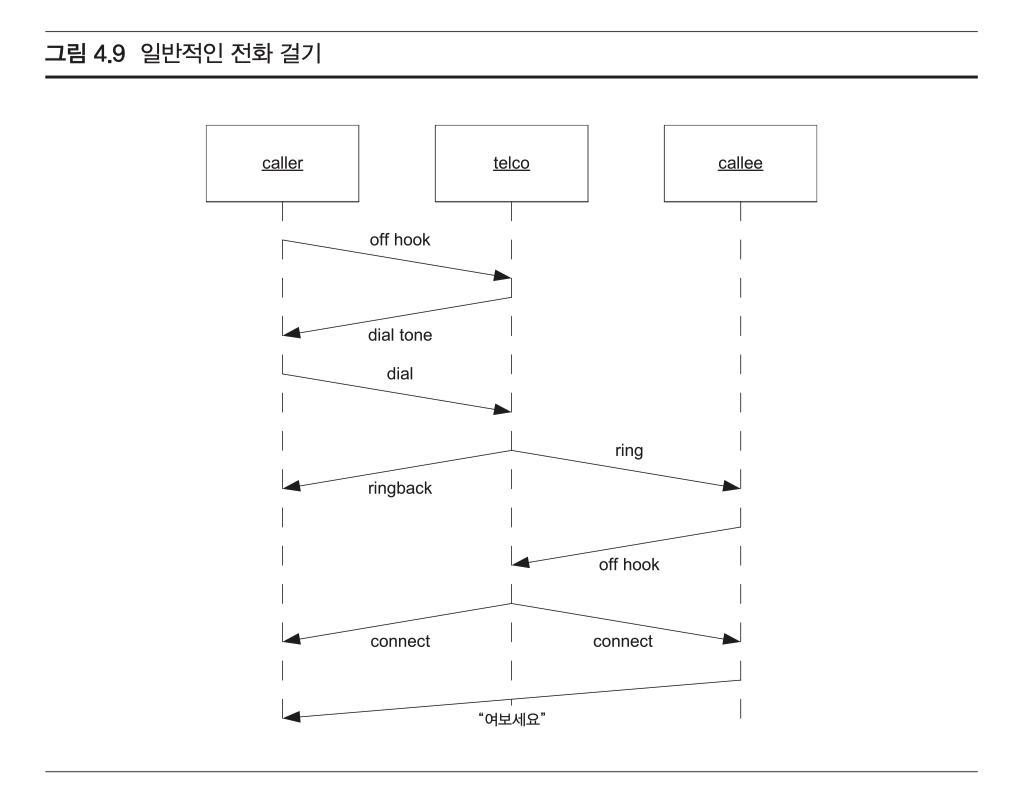 그림 4.9 일반적인 전화 걸기
caller telco callee
off hook
dial tone
dial
ring
ringback
off hook
connect connect
“여보세요”